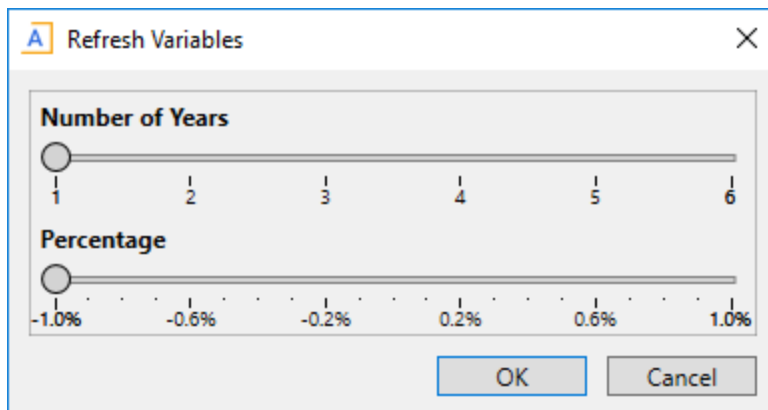 A Refresh Variables
Number of Years
1 2 3 4 5 6
Percentage
-1.0% -0.6% -0.2% 0.2% 0.6% 1.0%
OK Cancel